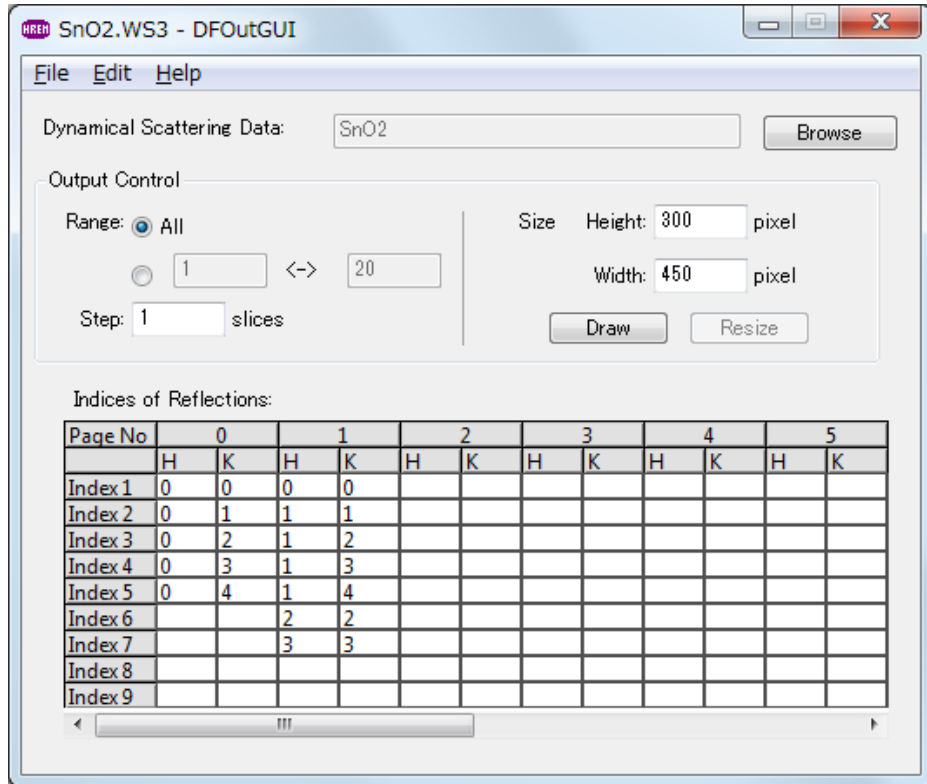 HREM SnO2.WS3 - DFOutGUI
File Edit Help
Dynamical Scattering Data: SnO2 Browse
Output Control
Range: All Size Height: 300 pixel
1 <-> 20 Width: 450 pixel
Step: 1 slices Draw Resize
Indices of Reflections:
Page No 0 1 2 3 4 5
H K H K H K H K H K H K
Index 1 0 0 0 0
Index 2 0 1 1 1
Index 3 0 2 1 2
Index 4 0 3 1 3
Index 5 0 4 1 4
Index 6 2 2
Index 7 3 3
Index 8
Index 9